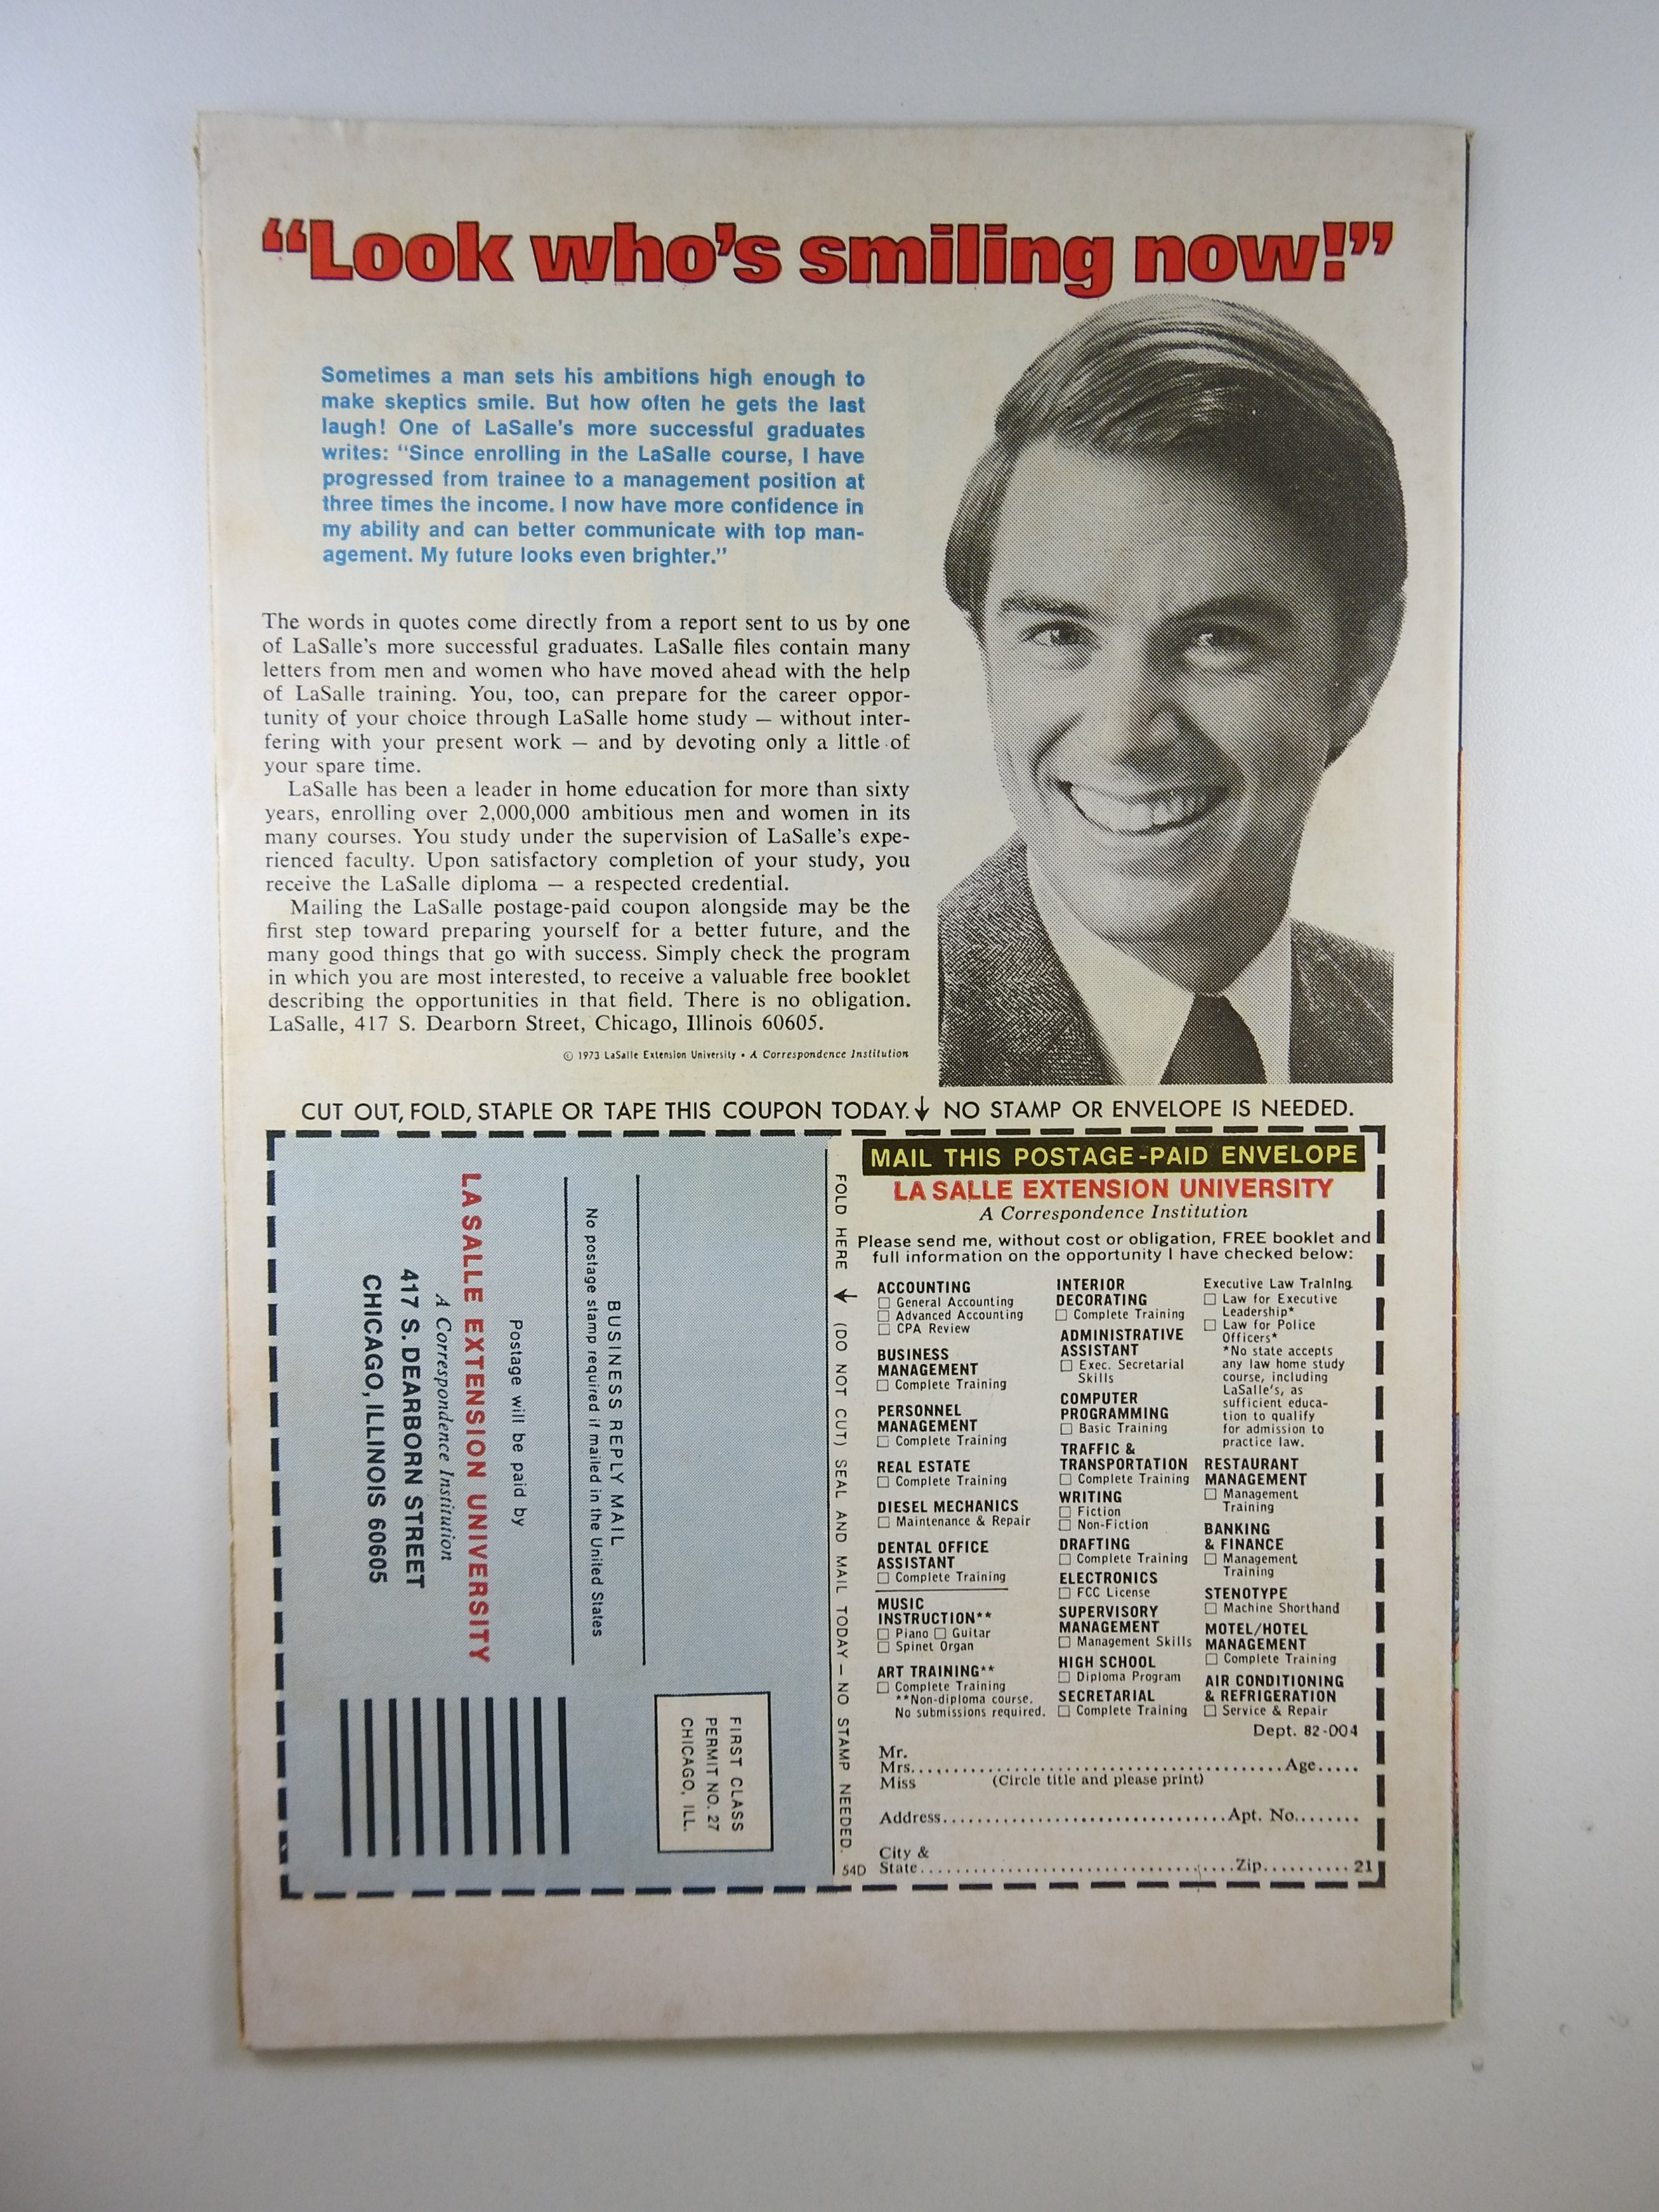 “Look who’s smiling now!”
Sometimes a man sets his ambitions high enough to
make skeptics smile. But how often he gets the last
laugh! One of LaSalle’s more successful graduates
writes: “Since enrolling in the LaSalle course, I have
progressed from trainee to a management position at
three times the income. I now have more confidence in
my ability and can better communicate with top man-
agement. My future looks even brighter.”
The words in quotes come directly from a report sent to us by one
of LaSalle’s more successful graduates. LaSalle files contain many
letters from men and women who have moved ahead with the help
of LaSalle training. You, too, can prepare for the career oppor-
tunity of your choice through LaSalle home study — without inter-
fering with your present work — and by devoting only a little of
your spare time.
LaSalle has been a leader in home education for more than sixty
years, enrolling over 2,000,000 ambitious men and women in its
many courses. You study under the supervision of LaSalle’s expe-
rienced faculty. Upon satisfactory completion of your study, you
receive the LaSalle diploma — a respected credential.
Mailing the LaSalle postage-paid coupon alongside may be the
first step toward preparing yourself for a better future, and the
many good things that go with success. Simply check the program
in which you are most interested, to receive a valuable free booklet
describing the opportunities in that field. There is no obligation.
LaSalle, 417 S. Dearborn Street, Chicago, Illinois 60605.
© 1973 LaSalle Extension University • A Correspondence Institution
CUT OUT, FOLD, STAPLE OR TAPE THIS COUPON TODAY. ↓ NO STAMP OR ENVELOPE IS NEEDED.
FIRST CLASS
PERMIT NO. 27
CHICAGO, ILL.
BUSINESS REPLY MAIL
No postage stamp required if mailed in the United States
Postage will be paid by
LA SALLE EXTENSION UNIVERSITY
A Correspondence Institution
417 S. DEARBORN STREET
CHICAGO, ILLINOIS 60605
FOLD HERE ↓ (DO NOT CUT) SEAL AND MAIL TODAY — NO STAMP NEEDED.
54D
MAIL THIS POSTAGE-PAID ENVELOPE
LA SALLE EXTENSION UNIVERSITY
A Correspondence Institution
Please send me, without cost or obligation, FREE booklet and
full information on the opportunity I have checked below:
ACCOUNTING
□ General Accounting
□ Advanced Accounting
□ CPA Review
BUSINESS
MANAGEMENT
□ Complete Training
PERSONNEL
MANAGEMENT
□ Complete Training
REAL ESTATE
□ Complete Training
DIESEL MECHANICS
□ Maintenance & Repair
DENTAL OFFICE
ASSISTANT
□ Complete Training
MUSIC
INSTRUCTION**
□ Piano □ Guitar
□ Spinet Organ
ART TRAINING**
□ Complete Training
**Non-diploma course.
No submissions required.
INTERIOR
DECORATING
□ Complete Training
ADMINISTRATIVE
ASSISTANT
□ Exec. Secretarial
Skills
COMPUTER
PROGRAMMING
□ Basic Training
TRAFFIC &
TRANSPORTATION
□ Complete Training
WRITING
□ Fiction
□ Non-Fiction
DRAFTING
□ Complete Training
ELECTRONICS
□ FCC License
SUPERVISORY
MANAGEMENT
□ Management Skills
HIGH SCHOOL
□ Diploma Program
SECRETARIAL
□ Complete Training
Executive Law Training
□ Law for Executive
Leadership*
□ Law for Police
Officers*
*No state accepts
any law home study
course, including
LaSalle’s, as
sufficient educa-
tion to qualify
for admission to
practice law.
RESTAURANT
MANAGEMENT
□ Management
Training
BANKING
& FINANCE
□ Management
Training
STENOTYPE
□ Machine Shorthand
MOTEL/HOTEL
MANAGEMENT
□ Complete Training
AIR CONDITIONING
& REFRIGERATION
□ Service & Repair
Dept. 82-004
Mr.
Mrs..............................................Age.....
Miss (Circle title and please print)
Address...................................Apt. No........
City &
State.......................................Zip.......... 21